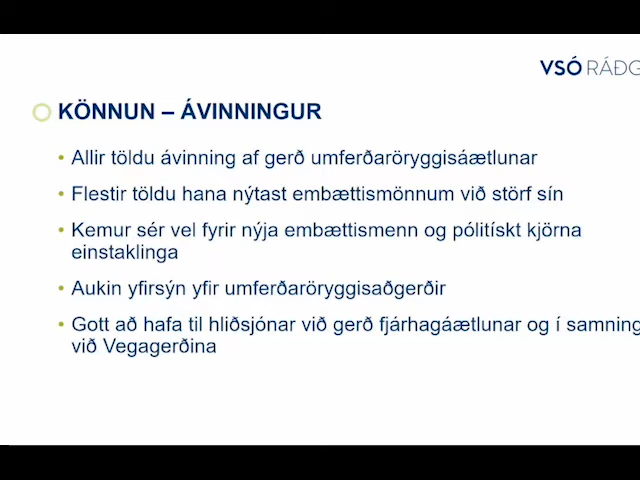 VSÓ RÁÐG
KÖNNUN – ÁVINNINGUR
• Allir töldu ávinning af gerð umferðaröryggisáætlunar
• Flestir töldu hana nýtast embættismönnum við störf sín
• Kemur sér vel fyrir nýja embættismenn og pólitískt kjörna
einstaklinga
• Aukin yfirsýn yfir umferðaröryggisaðgerðir
• Gott að hafa til hliðsjónar við gerð fjárhagáætlunar og í samning
við Vegagerðina